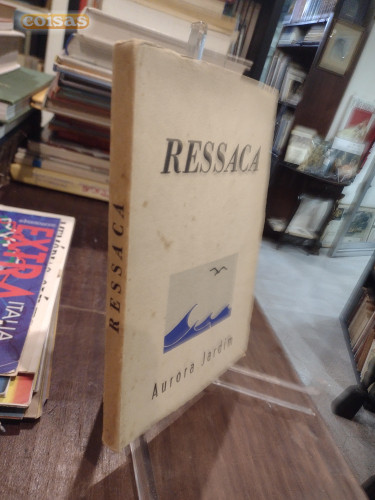 coisas
RESSACA
RESSACA
Aurora Jardim
EXTRA
ITALIA